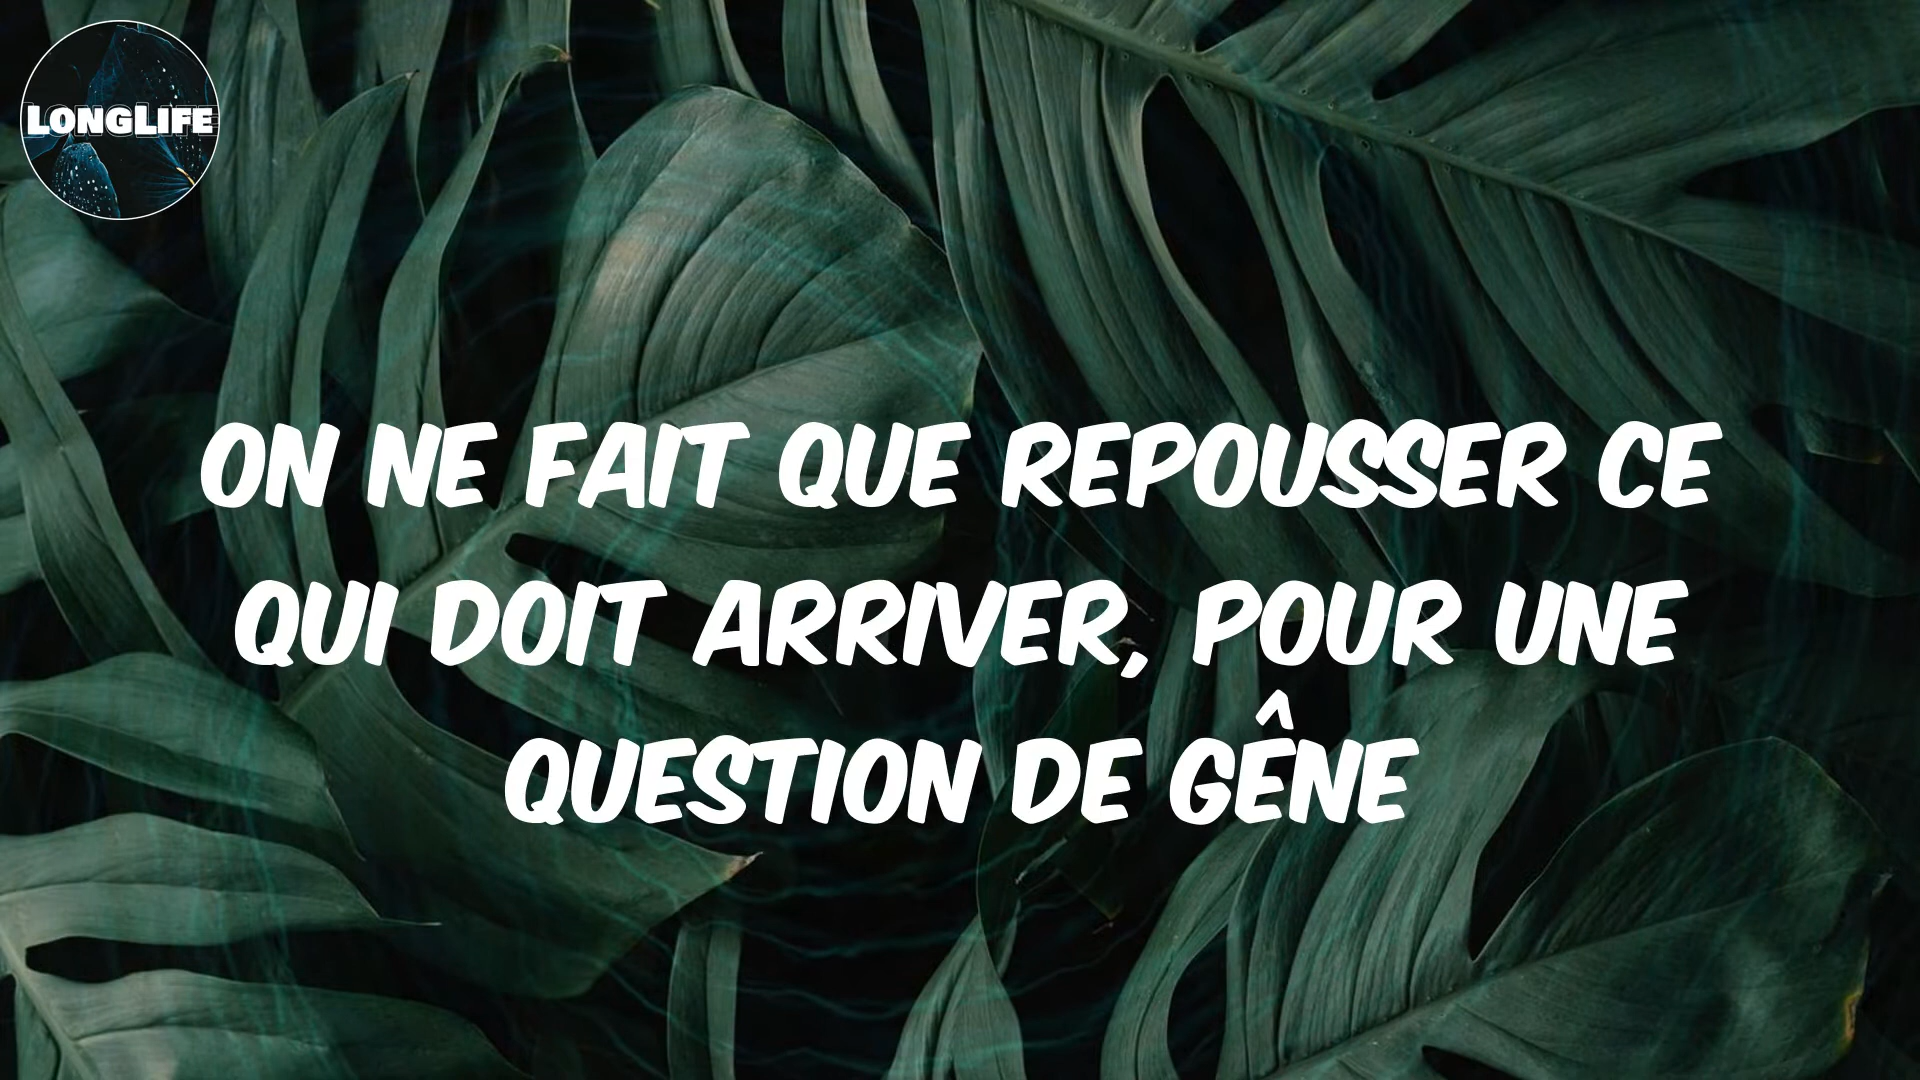 LONGLIFE
ON NE FAIT QUE REPOUSSER CE
QUI DOIT ARRIVER, POUR UNE
QUESTION DE GÊNE